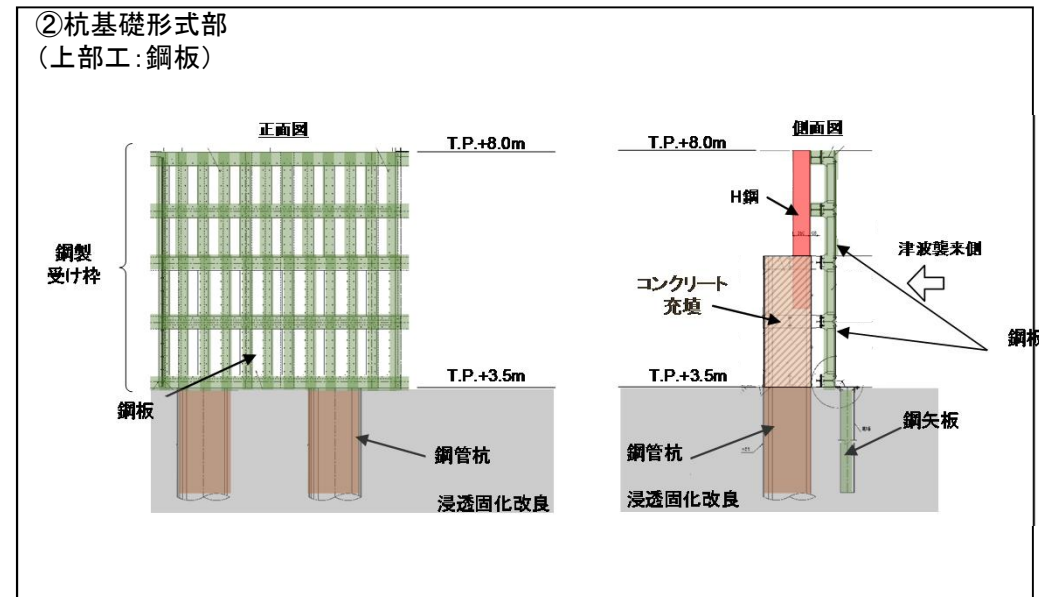 ②杭基礎形式部
(上部工:鋼板)
正面図
T.P.+8.0m
鋼製
受け枠
鋼板
T.P.+3.5m
鋼管杭
浸透固化改良
側面図
T.P.+8.0m
H鋼
津波襲来側
コンクリート
充填
鋼板
T.P.+3.5m
鋼矢板
鋼管杭
浸透固化改良